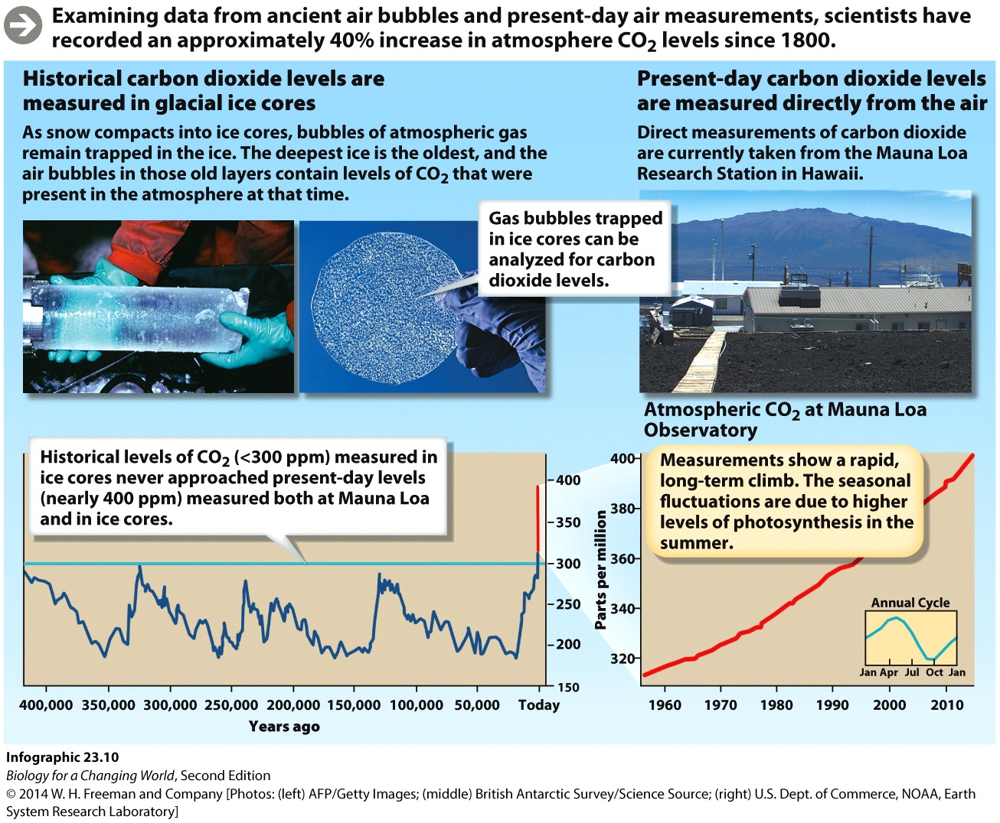 Examining data from ancient air bubbles and present-day air measurements, scientists have
recorded an approximately 40% increase in atmosphere CO₂ levels since 1800.
Historical carbon dioxide levels are
measured in glacial ice cores
As snow compacts into ice cores, bubbles of atmospheric gas
remain trapped in the ice. The deepest ice is the oldest, and the
air bubbles in those old layers contain levels of CO₂ that were
present in the atmosphere at that time.
Present-day carbon dioxide levels
are measured directly from the air
Direct measurements of carbon dioxide
are currently taken from the Mauna Loa
Research Station in Hawaii.
Gas bubbles trapped
in ice cores can be
analyzed for carbon
dioxide levels.
Historical levels of CO₂ (<300 ppm) measured in
ice cores never approached present-day levels
(nearly 400 ppm) measured both at Mauna Loa
and in ice cores.
400
350
300
250
200
150
400,000 350,000 300,000 250,000 200,000 150,000 100,000 50,000 Today
Years ago
Atmospheric CO₂ at Mauna Loa
Observatory
Measurements show a rapid,
long-term climb. The seasonal
fluctuations are due to higher
levels of photosynthesis in the
summer.
Parts per million
400
380
360
340
320
Annual Cycle
Jan Apr Jul Oct Jan
1960 1970 1980 1990 2000 2010
Infographic 23.10
Biology for a Changing World, Second Edition
© 2014 W. H. Freeman and Company [Photos: (left) AFP/Getty Images; (middle) British Antarctic Survey/Science Source; (right) U.S. Dept. of Commerce, NOAA, Earth
System Research Laboratory]